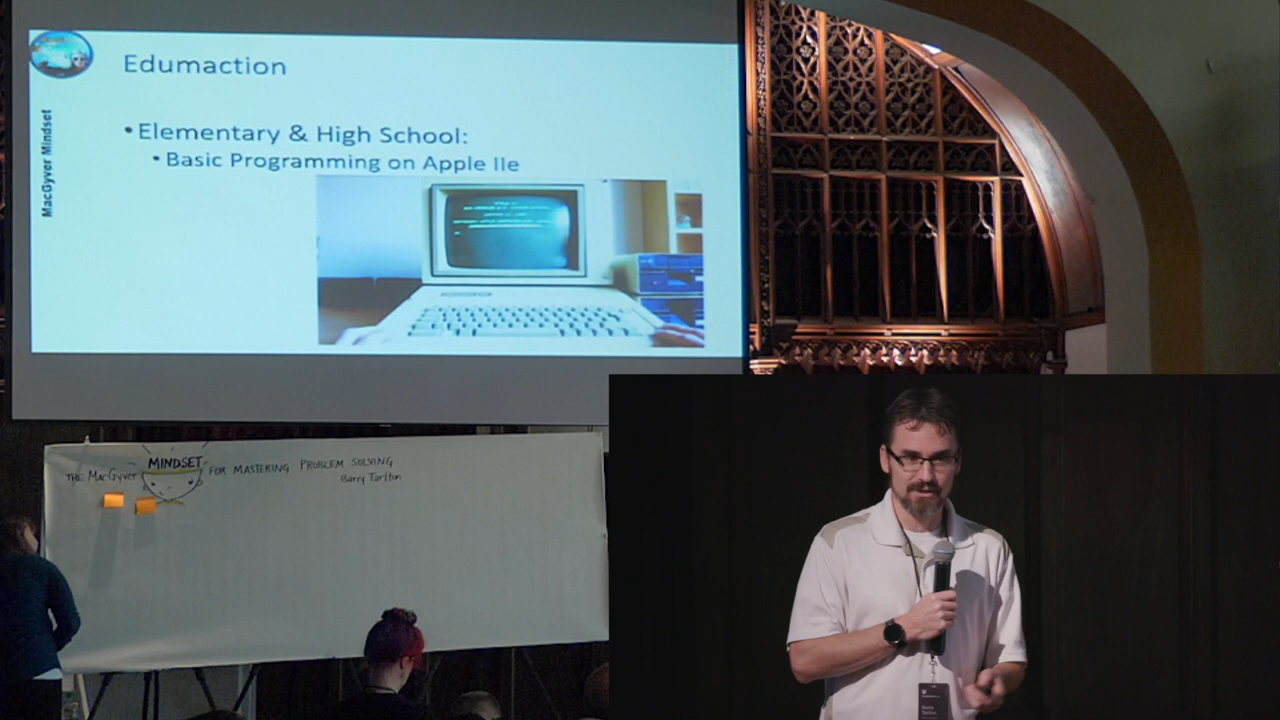 Edumaction
MacGyver Mindset
•Elementary & High School:
•Basic Programming on Apple IIe
THE MacGyver MINDSET FOR MASTERING PROBLEM SOLVING
Barry Tarlton
Barry